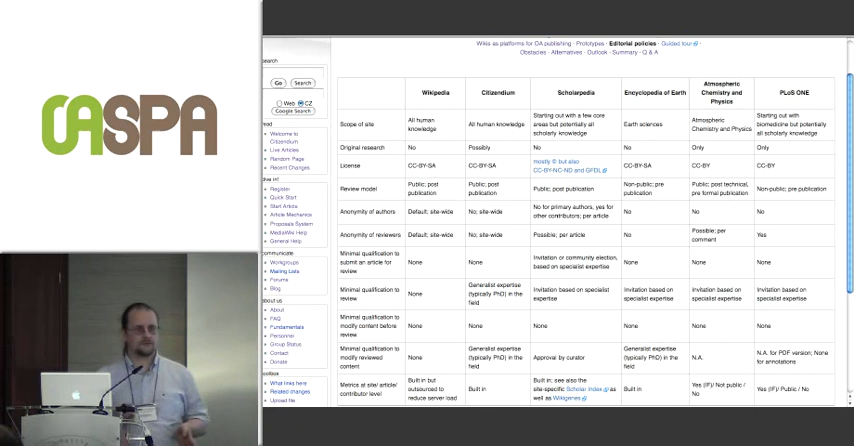 OASPA
search
Go Search
Web CZ
Google Search
read
Welcome to
Citizendium
Live Articles
Random Page
Recent Changes
Register
Quick Start
Start Article
Article Mechanics
Proposals System
MediaWiki Help
General Help
communicate
Workgroups
Mailing Lists
Forums
Blog
about us
About
FAQ
Fundamentals
Personnel
Group Status
Contact
Donate
toolbox
What links here
Related changes
Upload file
Wikis as platforms for OA publishing · Prototypes · Editorial policies · Guided tour ·
Obstacles · Alternatives · Outlook · Summary · Q & A
Wikipedia Citizendium Scholarpedia Encyclopedia of Earth Atmospheric Chemistry and Physics PLoS ONE
Scope of site All human knowledge All human knowledge Starting out with a few core areas but potentially all scholarly knowledge Earth sciences Atmospheric Chemistry and Physics Starting out with biomedicine but potentially all scholarly knowledge
Original research No Possibly No No Only Only
License CC-BY-SA CC-BY-SA mostly © but also CC-BY-NC-ND and GFDL CC-BY-SA CC-BY CC-BY
Review model Public; post publication Public; post publication Public; post publication Non-public; pre publication Public; post technical, pre formal publication Non-public; pre publication
Anonymity of authors Default; site-wide No; site-wide No for primary authors, yes for other contributors; per article No No No
Anonymity of reviewers Default; site-wide No; site-wide Possible; per article No Possible; per comment Yes
Minimal qualification to submit an article for review None None Invitation or community election, based on specialist expertise None None None
Minimal qualification to review None Generalist expertise (typically PhD) in the field Invitation based on specialist expertise Invitation based on specialist expertise Invitation based on specialist expertise Invitation based on specialist expertise
Minimal qualification to modify content before review None None None None None None
Minimal qualification to modify reviewed content None Generalist expertise (typically PhD) in the field Approval by curator Generalist expertise (typically PhD) in the field N.A. N.A. for PDF version; None for annotations
Metrics at site/ article/ contributor level Built in but outsourced to reduce server load Built in Built in; see also the site-specific Scholar Index as well as Wikigenes Built in Yes (IF)/ Not public / No Yes (IF)/ Public / No